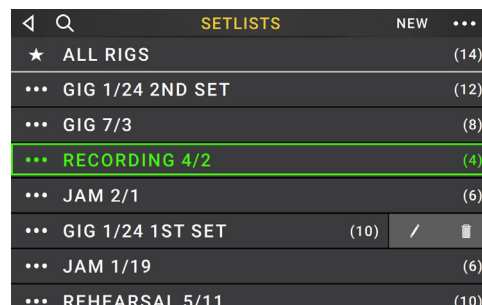 SETLISTS NEW
ALL RIGS (14)
GIG 1/24 2ND SET (12)
GIG 7/3 (8)
RECORDING 4/2 (4)
JAM 2/1 (6)
GIG 1/24 1ST SET (10)
JAM 1/19 (6)
REHEARSAL 5/11 (10)